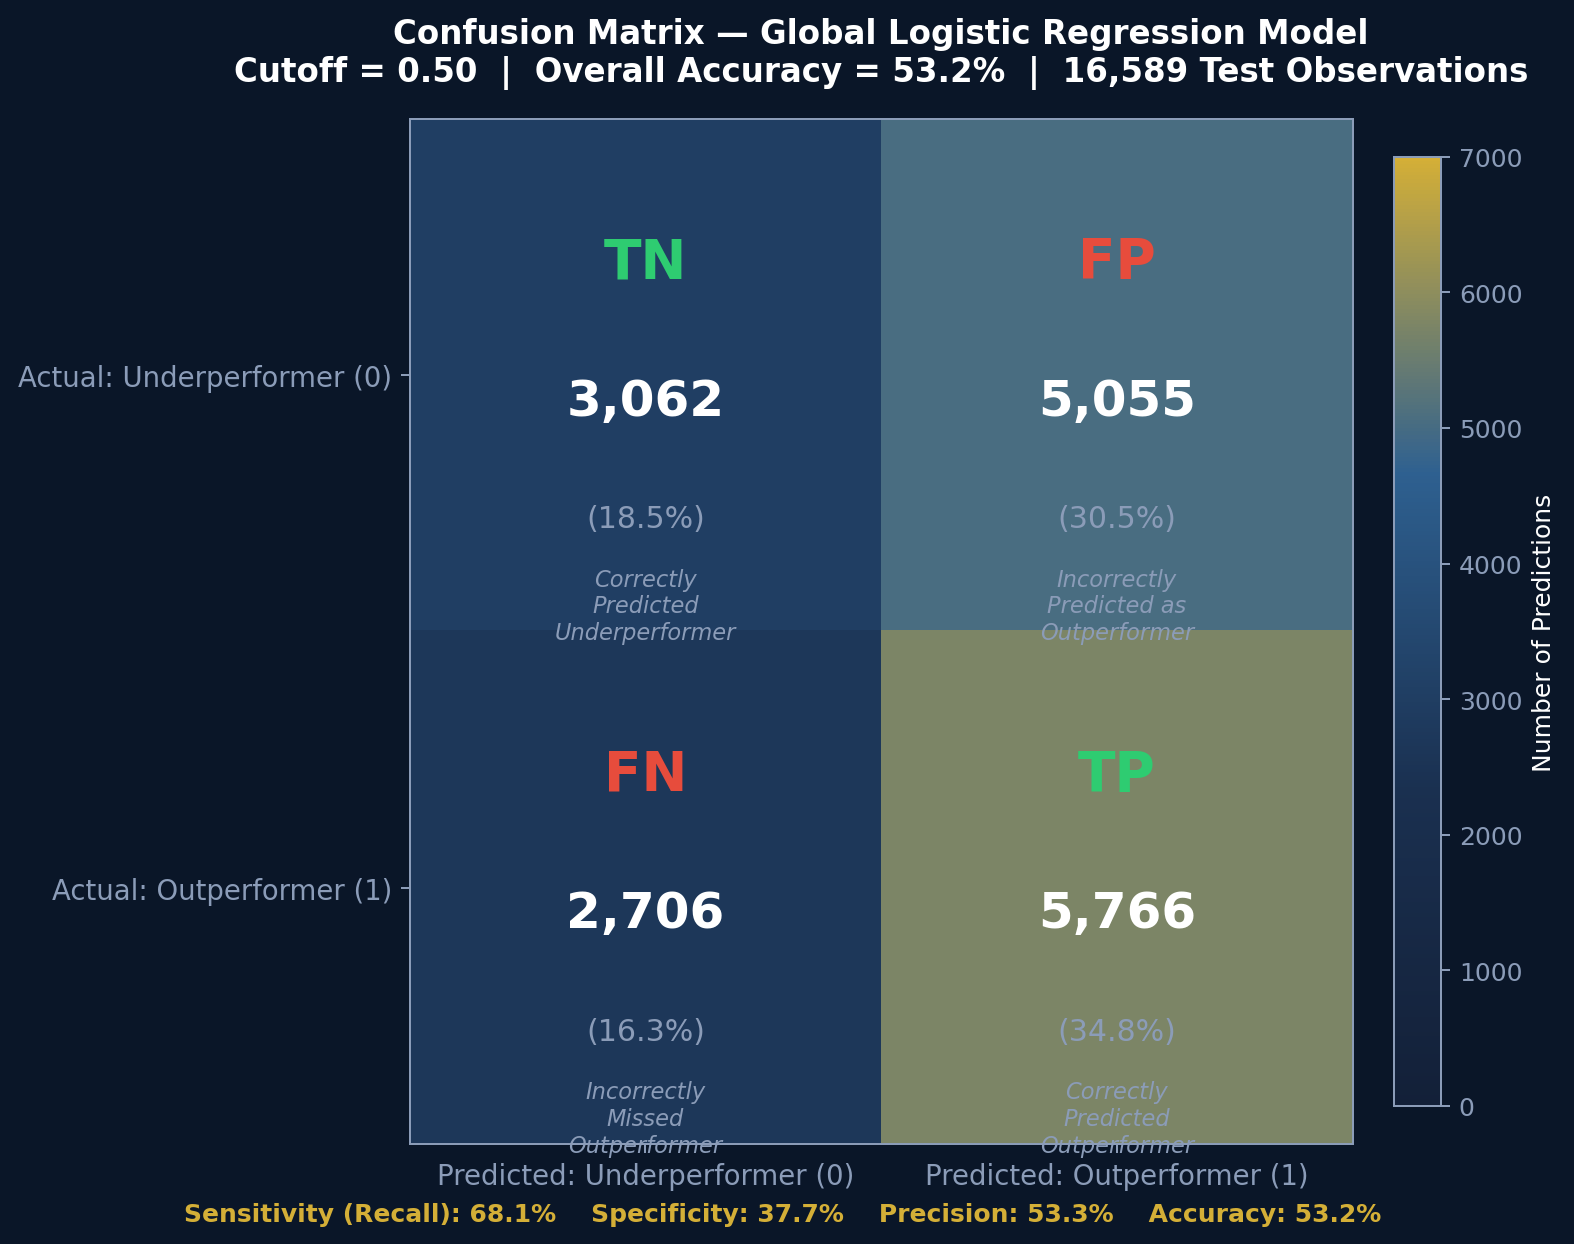 Confusion Matrix — Global Logistic Regression Model
Cutoff = 0.50 | Overall Accuracy = 53.2% | 16,589 Test Observations
Actual: Underperformer (0)
Actual: Outperformer (1)
TN
3,062
(18.5%)
Correctly
Predicted
Underperformer
FP
5,055
(30.5%)
Incorrectly
Predicted as
Outperformer
FN
2,706
(16.3%)
Incorrectly
Missed
Outperformer
TP
5,766
(34.8%)
Correctly
Predicted
Outperformer
Predicted: Underperformer (0)
Predicted: Outperformer (1)
7000
6000
5000
4000
3000
2000
1000
0
Number of Predictions
Sensitivity (Recall): 68.1% Specificity: 37.7% Precision: 53.3% Accuracy: 53.2%